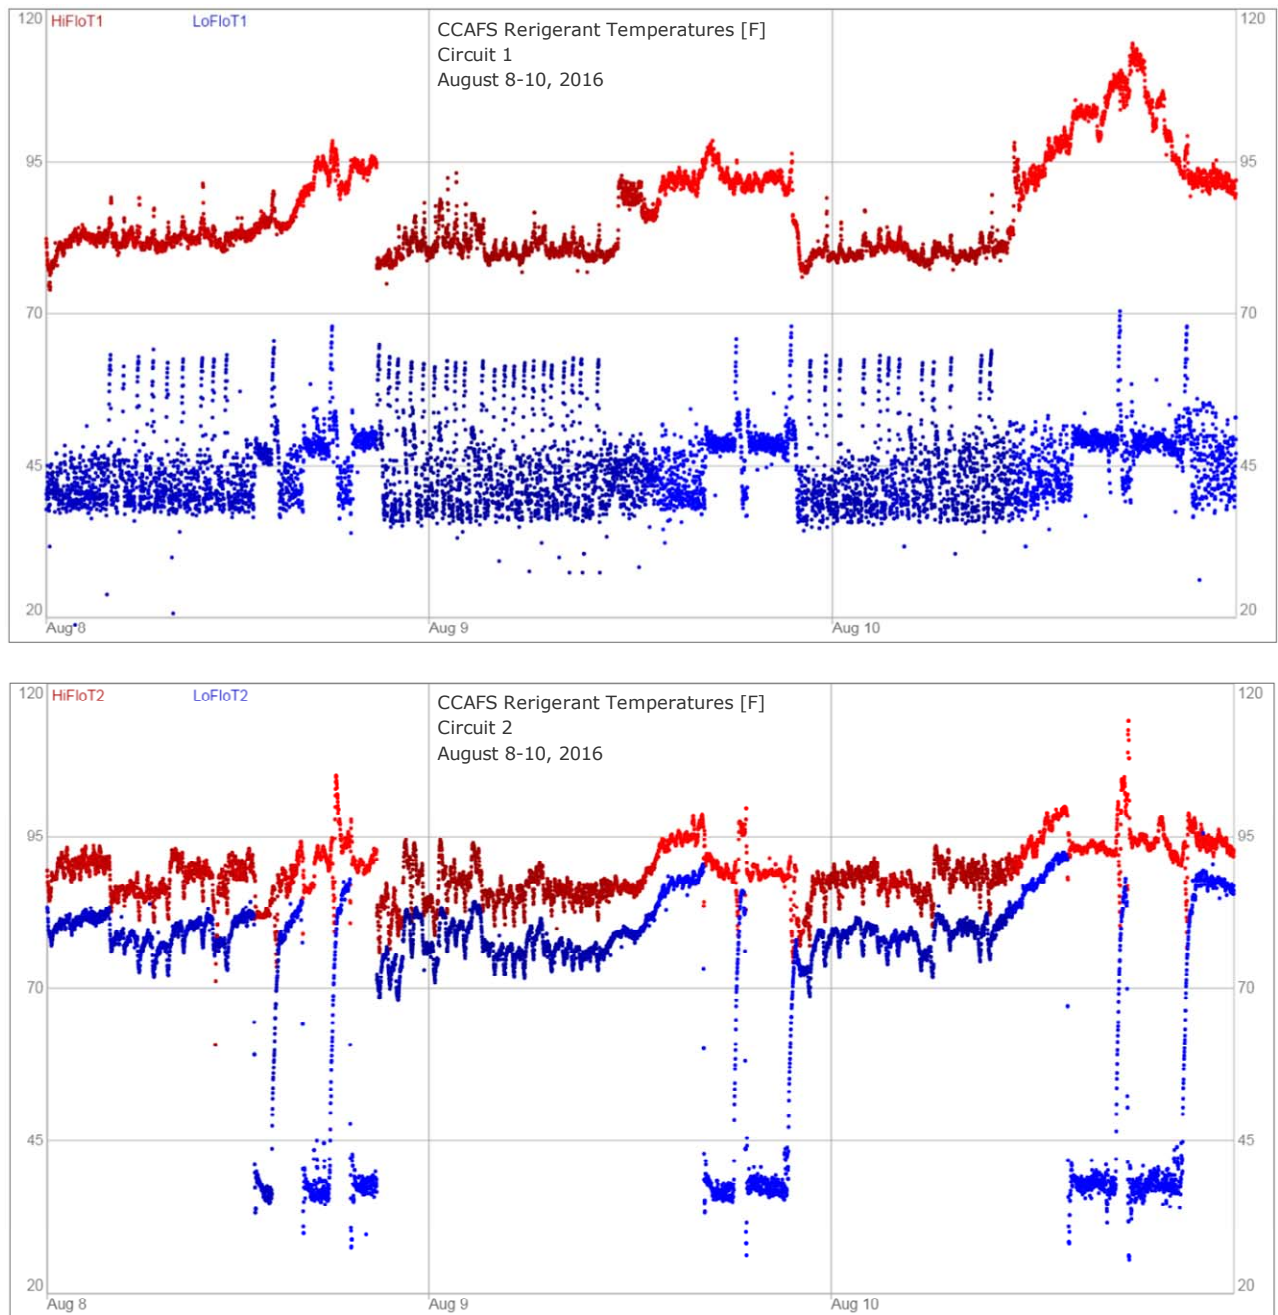 120 HiFloT1 LoFloT1 120
CCAFS Rerigerant Temperatures [F]
Circuit 1
August 8-10, 2016
95 95
70 70
45 45
20 20
Aug 8 Aug 9 Aug 10
120 HiFloT2 LoFloT2 120
CCAFS Rerigerant Temperatures [F]
Circuit 2
August 8-10, 2016
95 95
70 70
45 45
20 20
Aug 8 Aug 9 Aug 10